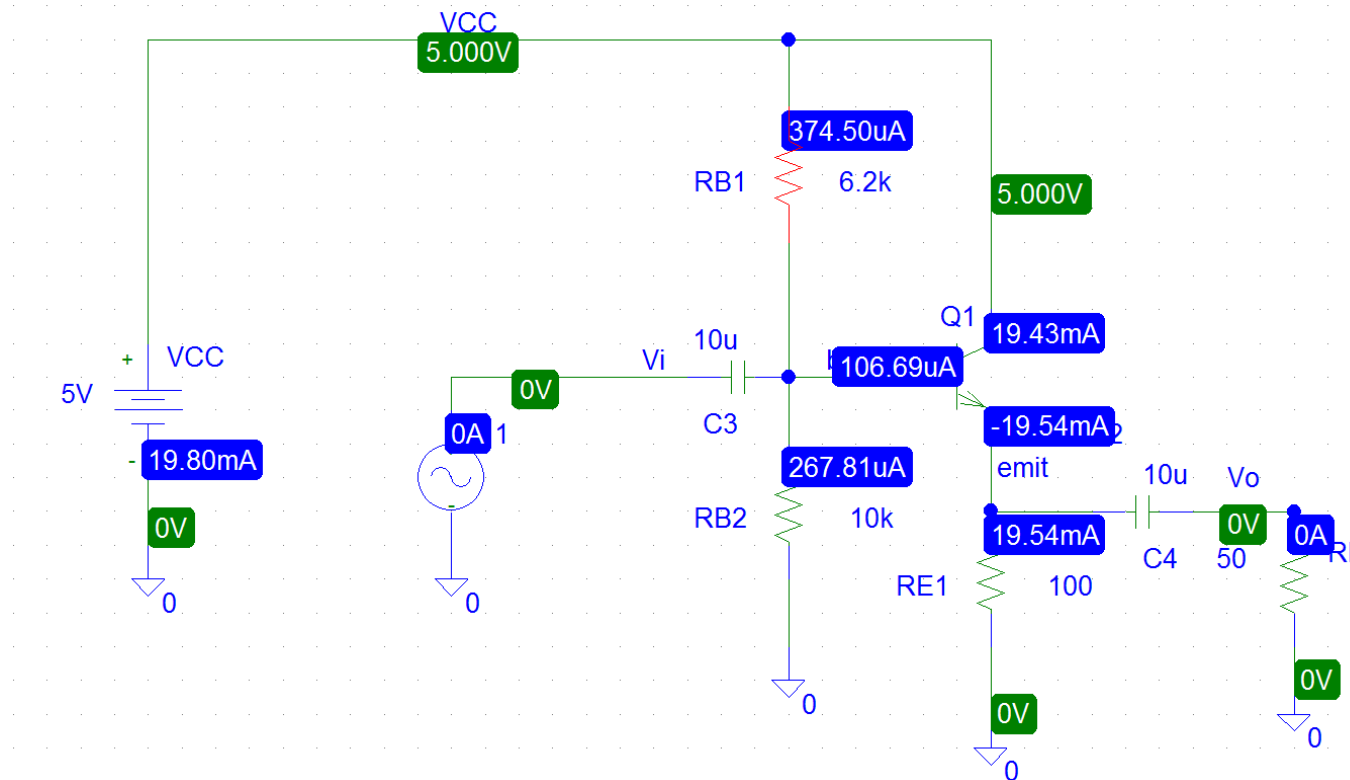 VCC
5.000V
374.50uA
RB1 6.2k
5.000V
Q1
19.43mA
+ VCC
5V
Vi 10u
106.69uA
0V
C3
0A 1
-19.54mA
- 19.80mA
267.81uA
emit
10u Vo
RB2 10k
0V
0V
19.54mA
0A
C4 50
RE1 100
0
0
0V
0
0V
0
0